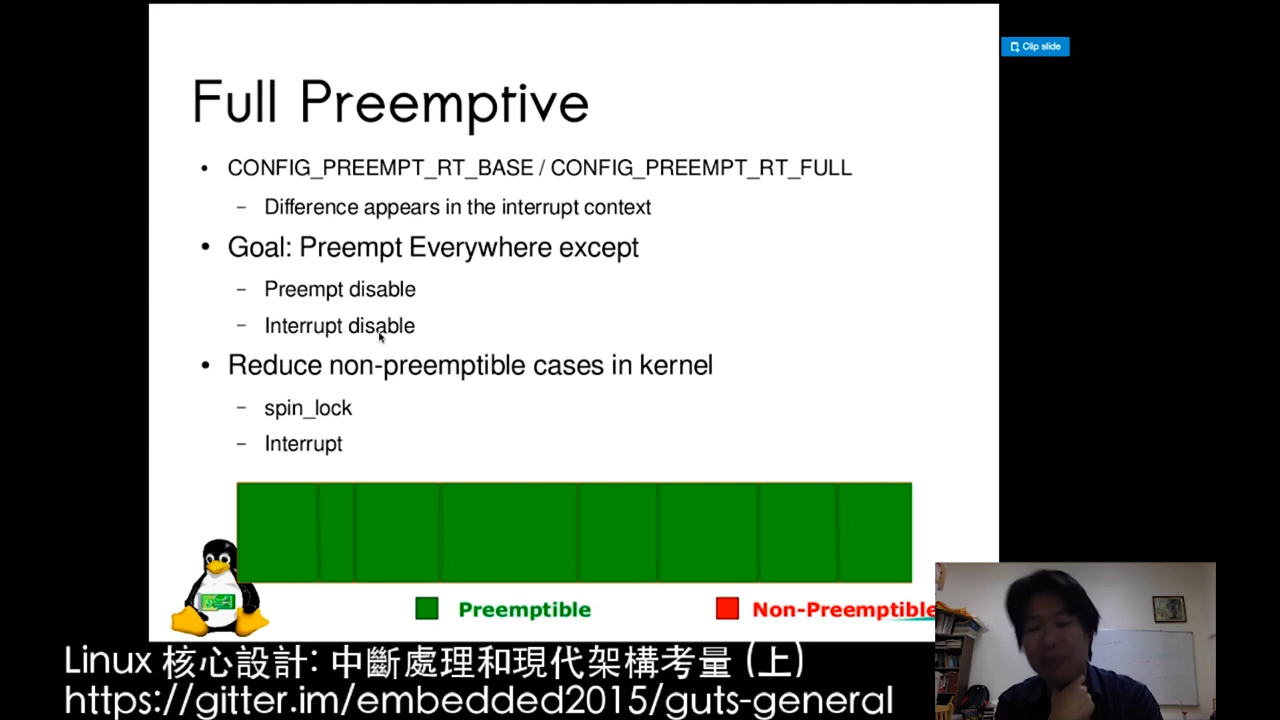 Clip slide
Full Preemptive
• CONFIG_PREEMPT_RT_BASE / CONFIG_PREEMPT_RT_FULL
– Difference appears in the interrupt context
• Goal: Preempt Everywhere except
– Preempt disable
– Interrupt disable
• Reduce non-preemptible cases in kernel
– spin_lock
– Interrupt
Preemptible
Non-Preemptible
Linux 核心設計: 中斷處理和現代架構考量 (上)
https://gitter.im/embedded2015/guts-general